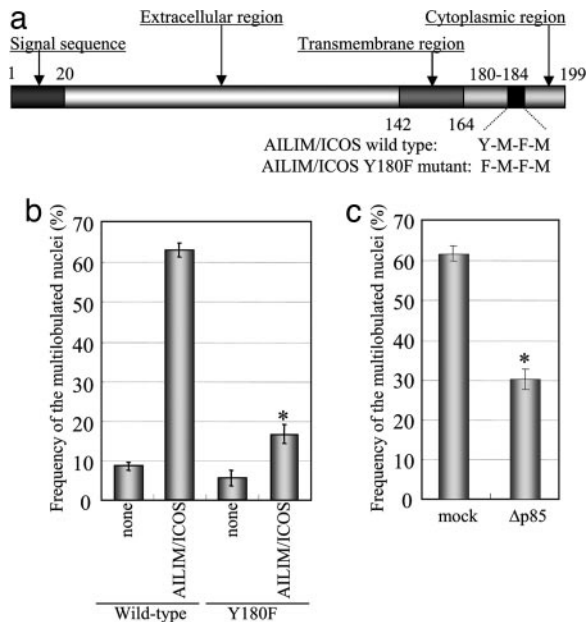 a
Extracellular region
Cytoplasmic region
Signal sequence
Transmembrane region
1 20 180-184 199
142 164
AILIM/ICOS wild type: Y-M-F-M
AILIM/ICOS Y180F mutant: F-M-F-M
b
Frequency of the multilobulated nuclei (%)
70
60
50
40
30
20
10
0
*
none
AILIM/ICOS
none
AILIM/ICOS
Wild-type
Y180F
c
Frequency of the multilobulated nuclei (%)
70
60
50
40
30
20
10
0
*
mock
Δp85